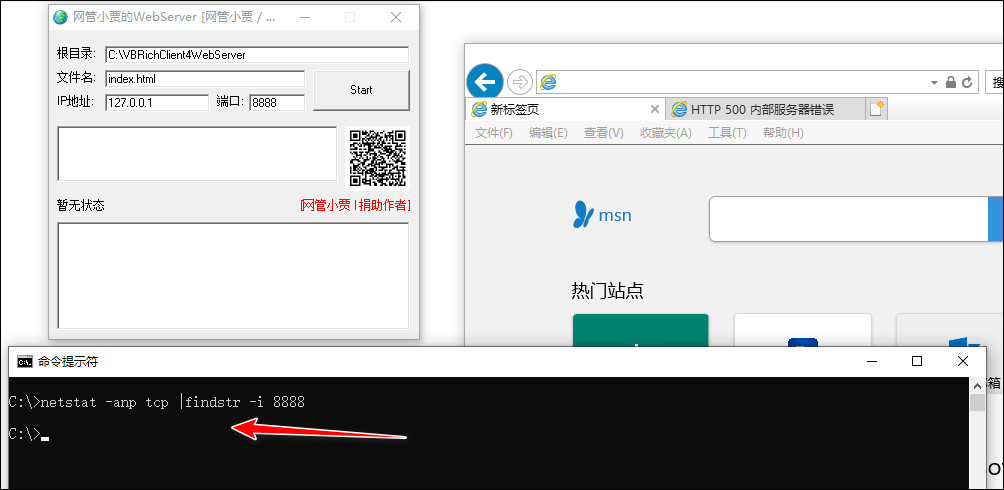 网管小贾的WebServer [网管小贾 / ...
根目录: C:\VBRichClient4WebServer
文件名: index.html
IP地址: 127.0.0.1 端口: 8888
Start
暂无状态 [网管小贾 | 捐助作者]
搜
新标签页 HTTP 500 内部服务器错误
文件(F) 编辑(E) 查看(V) 收藏夹(A) 工具(T) 帮助(H)
msn
热门站点
箱
命令提示符
C:\>netstat -anp tcp |findstr -i 8888
C:\>